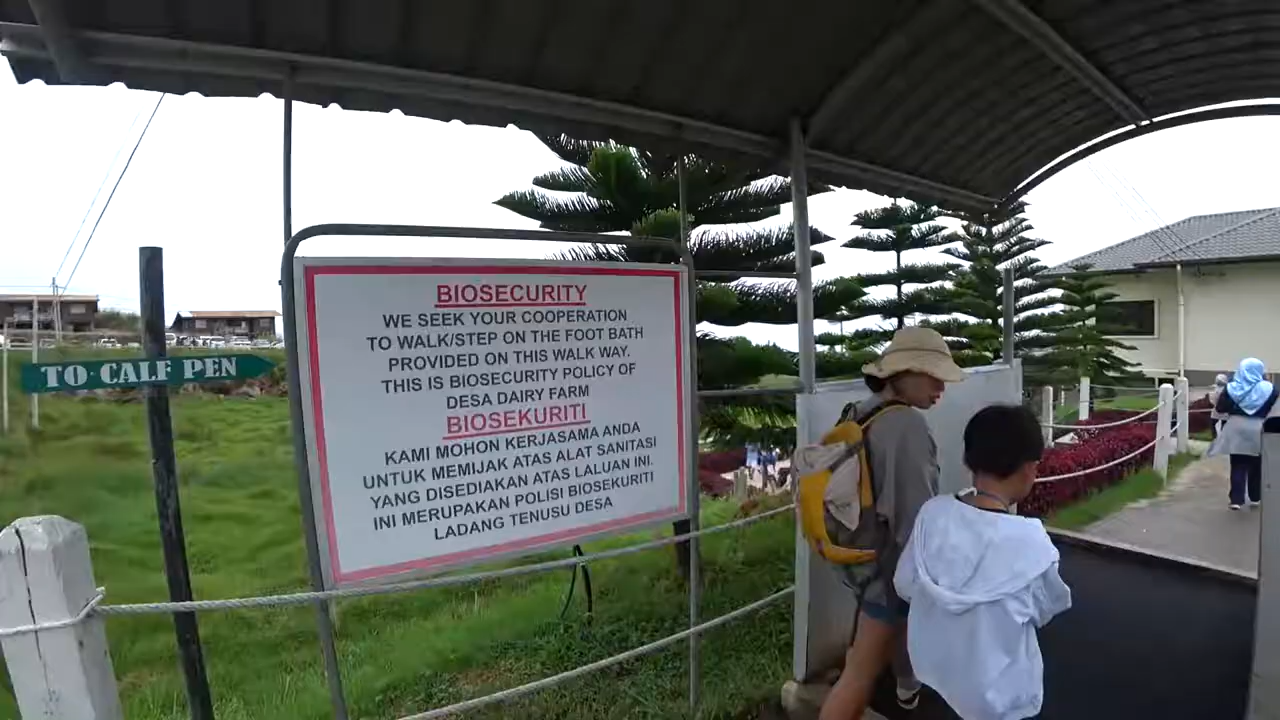 TO CALF PEN
BIOSECURITY
WE SEEK YOUR COOPERATION
TO WALK/STEP ON THE FOOT BATH
PROVIDED ON THIS WALK WAY.
THIS IS BIOSECURITY POLICY OF
DESA DAIRY FARM
BIOSEKURITI
KAMI MOHON KERJASAMA ANDA
UNTUK MEMIJAK ATAS ALAT SANITASI
YANG DISEDIAKAN ATAS LALUAN INI.
INI MERUPAKAN POLISI BIOSEKURITI
LADANG TENUSU DESA